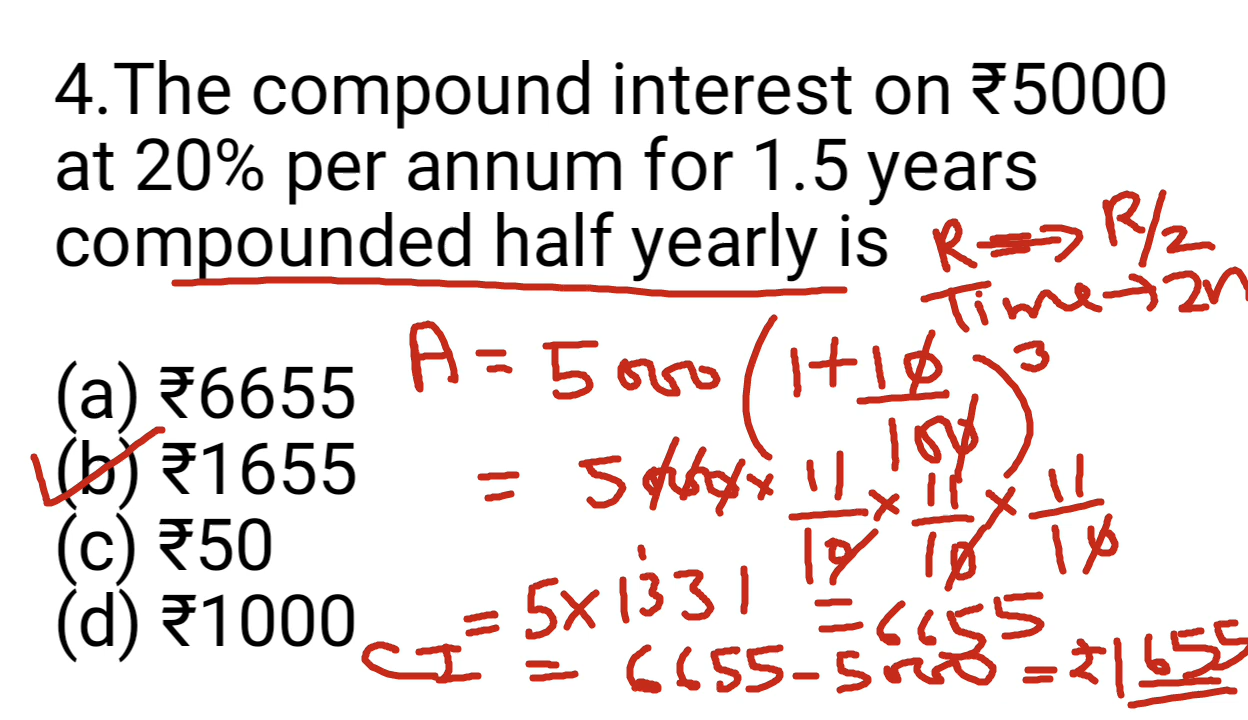 4.The compound interest on ₹5000
at 20% per annum for 1.5 years
compounded half yearly is
R ⇒ R/2
Time → 2n
(a) ₹6655
(b) ₹1655
(c) ₹50
(d) ₹1000
A = 5000 (1 + 10/100)³
= 5000 × 11/10 × 11/10 × 11/10
= 5×1331 = 6655
CI = 6655 - 5000 = ₹1655